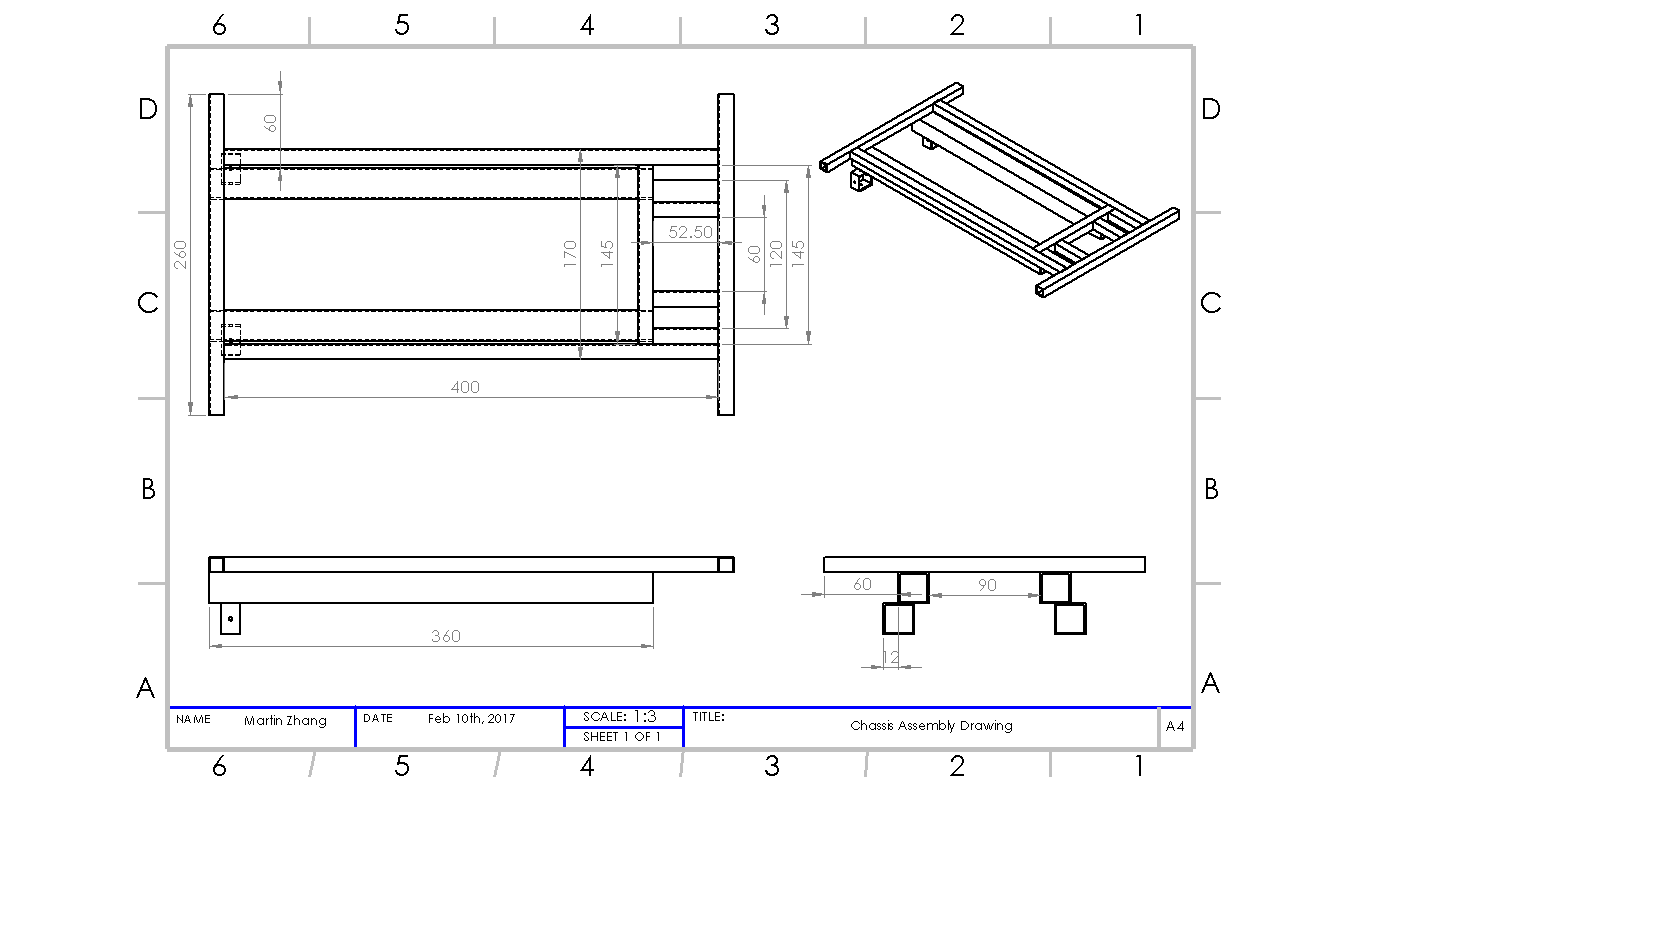 6 5 4 3 2 1
D D
60
260
170
145
52.50
60
120
145
C C
400
B B
60 90
360
12
A A
NAME Martin Zhang DATE Feb 10th, 2017 SCALE: 1:3 TITLE: Chassis Assembly Drawing A4
SHEET 1 OF 1
6 5 4 3 2 1